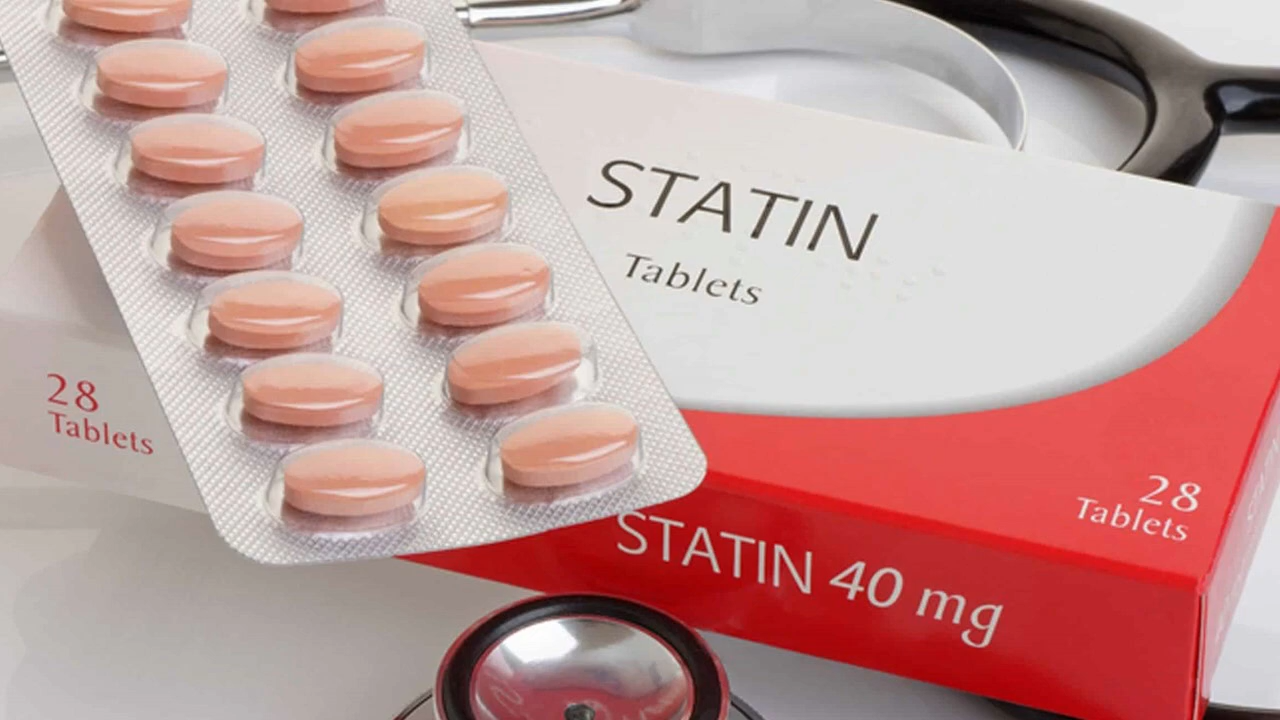 STATIN
Tablets
28
Tablets
28
Tablets
STATIN 40 mg